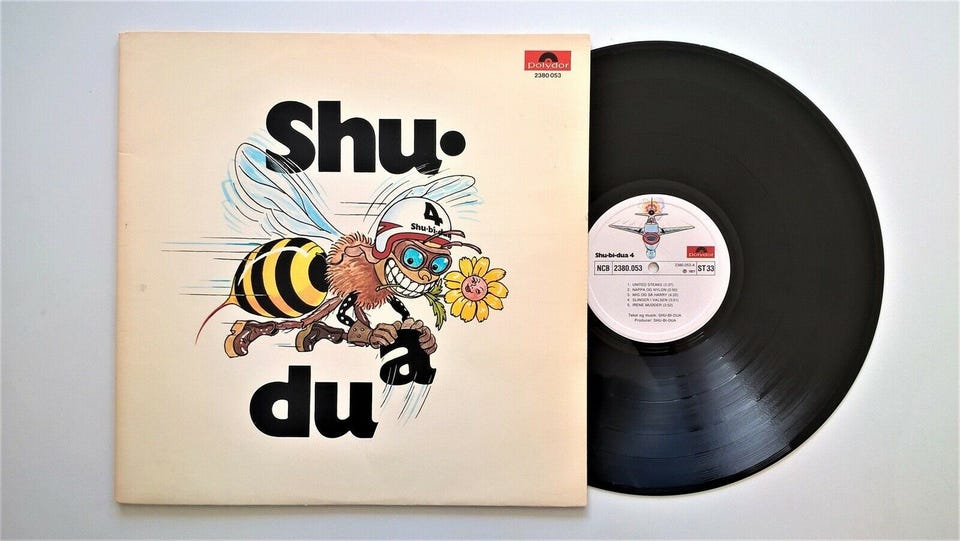 Polydor
2380 053
Shu·
4
Shu-bi-dua
du
a
Shu-bi-dua 4
Polydor
NCB 2380.053
ST 33
1. UNITED STEAKS
2. NAPPA OG NYLON
3. MIG OG SÅ HARRY
4. SLINGER I VALSEN
5. IRENE MUDDER
Tekst og musik: SHU-BI-DUA
Producer: SHU-BI-DUA